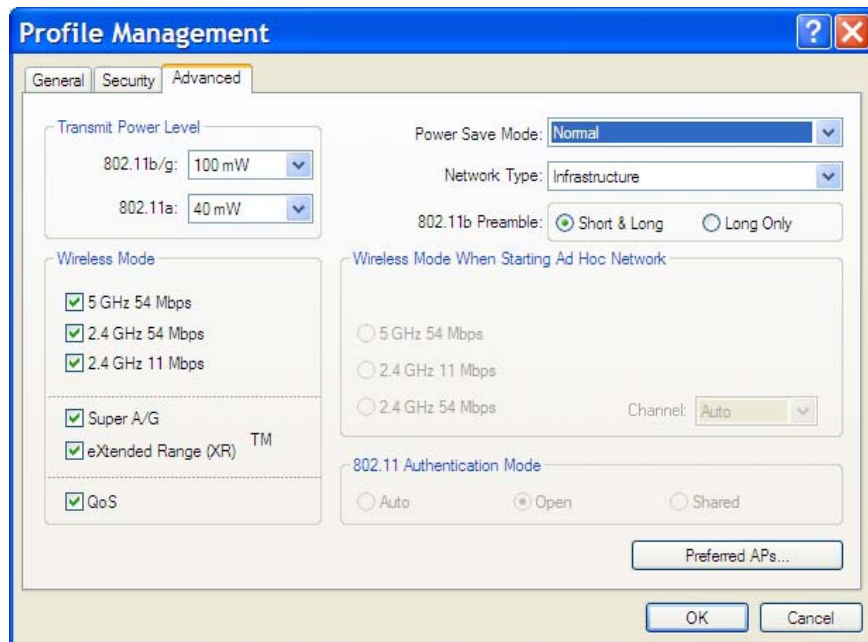 Profile Management
General Security Advanced
Transmit Power Level
802.11b/g: 100 mW
802.11a: 40 mW
Power Save Mode: Normal
Network Type: Infrastructure
802.11b Preamble: Short & Long Long Only
Wireless Mode
5 GHz 54 Mbps
2.4 GHz 54 Mbps
2.4 GHz 11 Mbps
Super A/G
eXtended Range (XR) TM
QoS
Wireless Mode When Starting Ad Hoc Network
5 GHz 54 Mbps
2.4 GHz 11 Mbps
2.4 GHz 54 Mbps
Channel: Auto
802.11 Authentication Mode
Auto Open Shared
Preferred APs...
OK Cancel